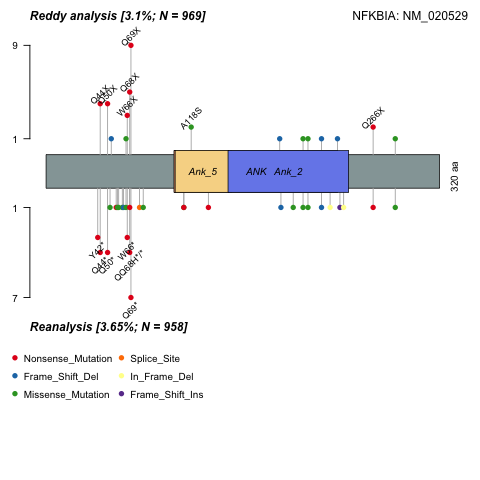 Reddy analysis [3.1%; N = 969]
NFKBIA: NM_020529
9
1
Q69X
Q68X
Q44X
Q50X
W66X
A118S
Q266X
Ank_5
ANK
Ank_2
320 aa
1
7
Y42*
Q44*
Q50*
W66*
QQ68H*/*
Q69*
Reanalysis [3.65%; N = 958]
Nonsense_Mutation
Splice_Site
Frame_Shift_Del
In_Frame_Del
Missense_Mutation
Frame_Shift_Ins